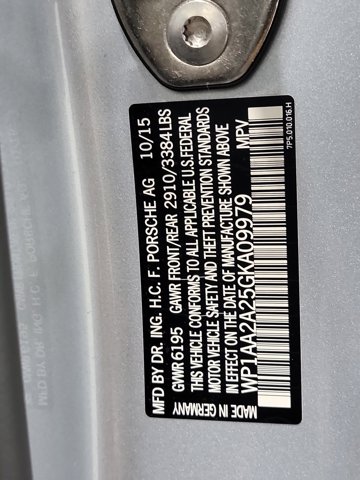 MFD BY DR. ING. H.C. F. PORSCHE AG 10/15
GVWR 6195 GAWR FRONT/REAR 2910/3384LBS
THIS VEHICLE CONFORMS TO ALL APPLICABLE U.S.FEDERAL
MOTOR VEHICLE SAFETY AND THEFT PREVENTION STANDARDS
IN EFFECT ON THE DATE OF MANUFACTURE SHOWN ABOVE
WP1AA2A25GKA09979 MPV
MADE IN GERMANY
7P5.010.016.H